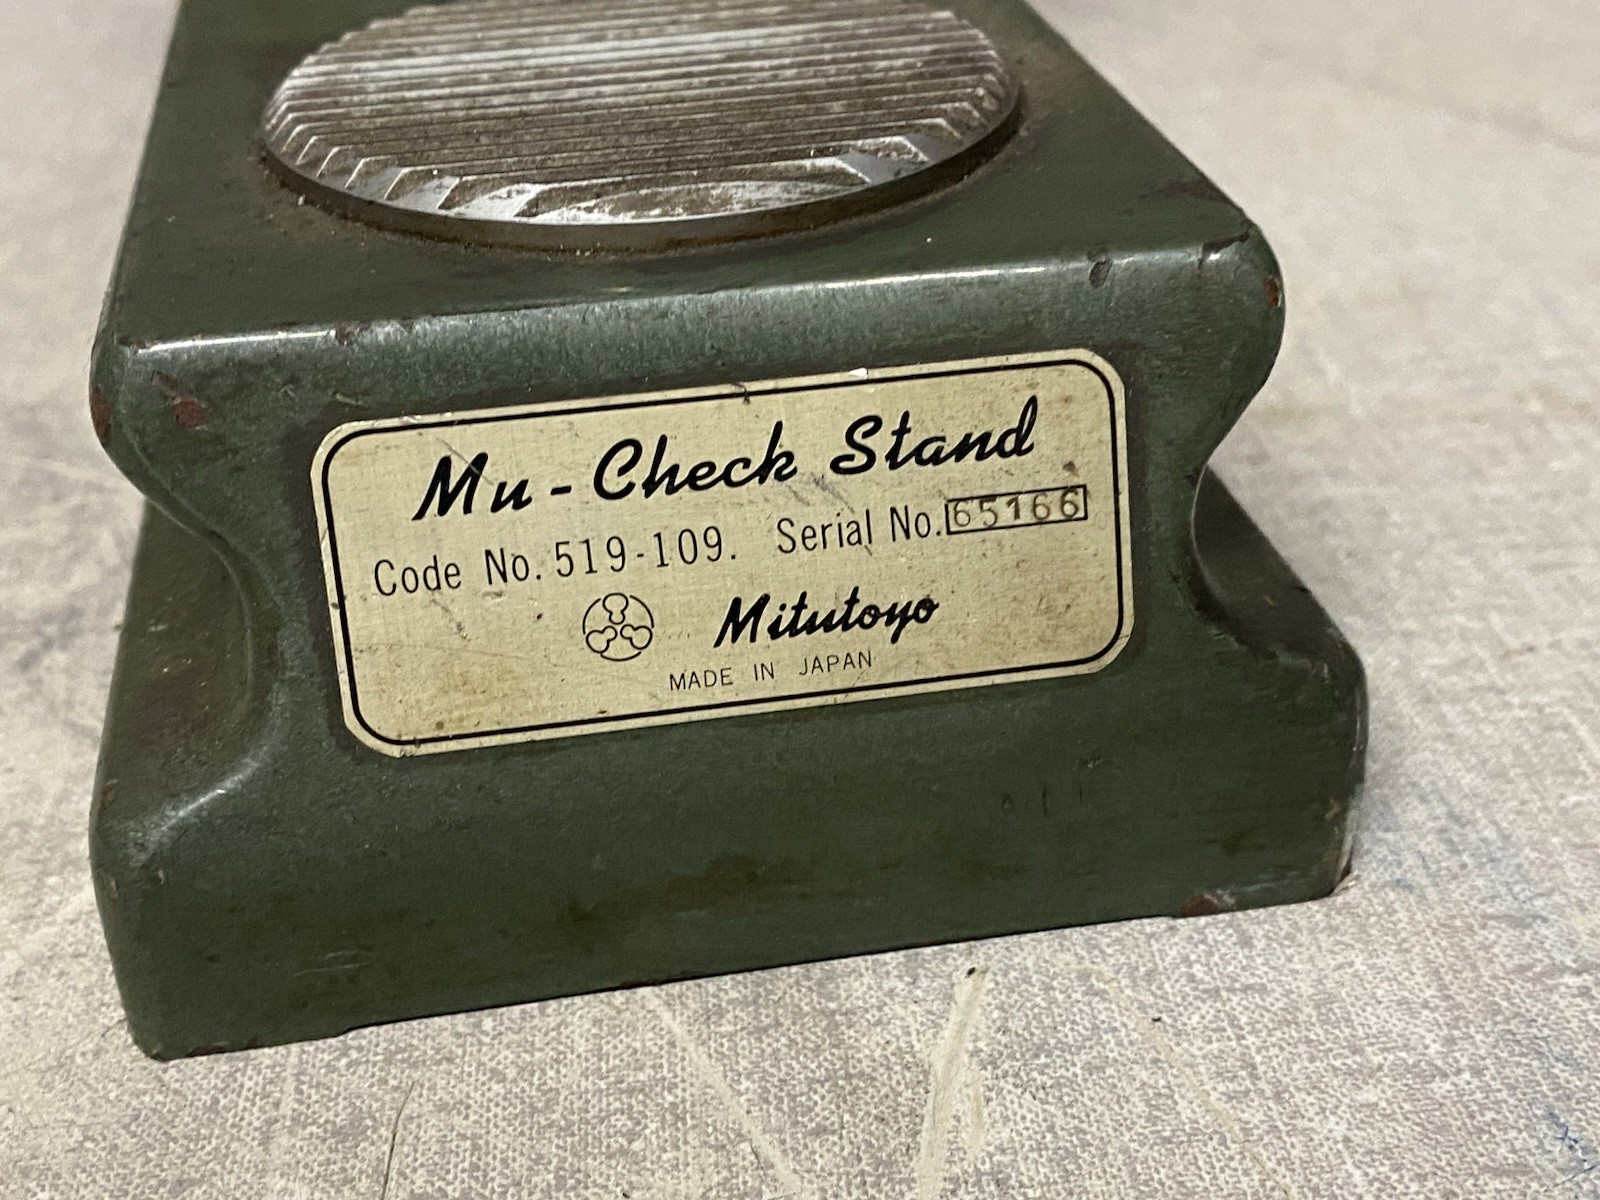 Mu-Check Stand
Code No. 519-109. Serial No. 65166
Mitutoyo
MADE IN JAPAN